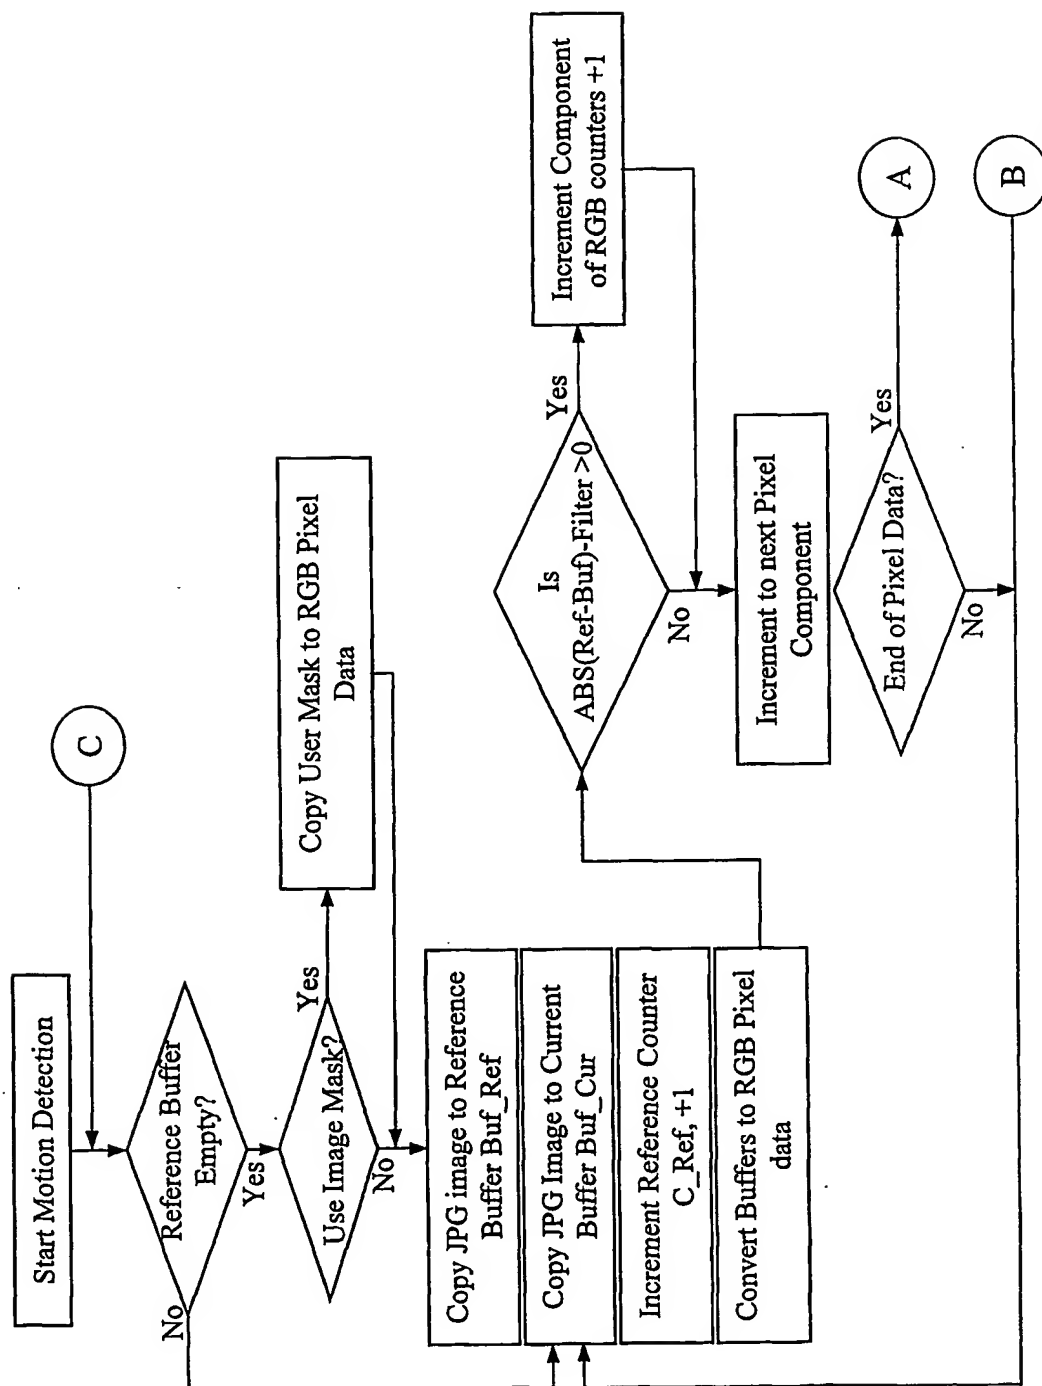 Start Motion Detection
C
Reference Buffer
Empty?
No
Yes
Use Image Mask?
Yes
No
Copy User Mask to RGB Pixel
Data
Copy JPG image to Reference
Buffer Buf_Ref
Copy JPG Image to Current
Buffer Buf_Cur
Increment Reference Counter
C_Ref, +1
Convert Buffers to RGB Pixel
data
Is
ABS(Ref-Buf)-Filter >0
Yes
No
Increment Component
of RGB counters +1
Increment to next Pixel
Component
End of Pixel Data?
Yes
No
A
B